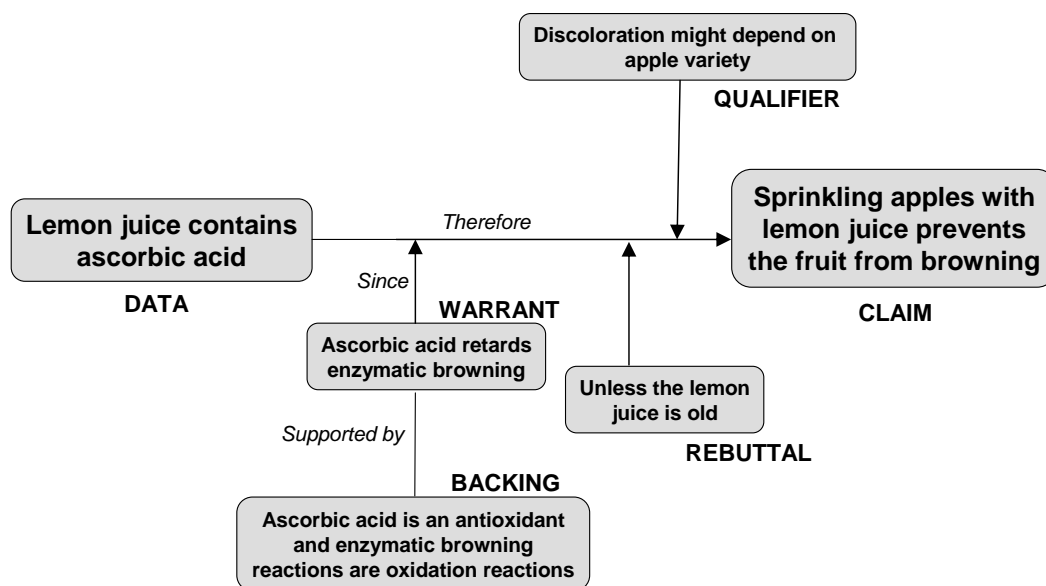 Discoloration might depend on
apple variety
QUALIFIER
Lemon juice contains
ascorbic acid
DATA
Therefore
Sprinkling apples with
lemon juice prevents
the fruit from browning
CLAIM
Since
WARRANT
Ascorbic acid retards
enzymatic browning
Unless the lemon
juice is old
REBUTTAL
Supported by
BACKING
Ascorbic acid is an antioxidant
and enzymatic browning
reactions are oxidation reactions